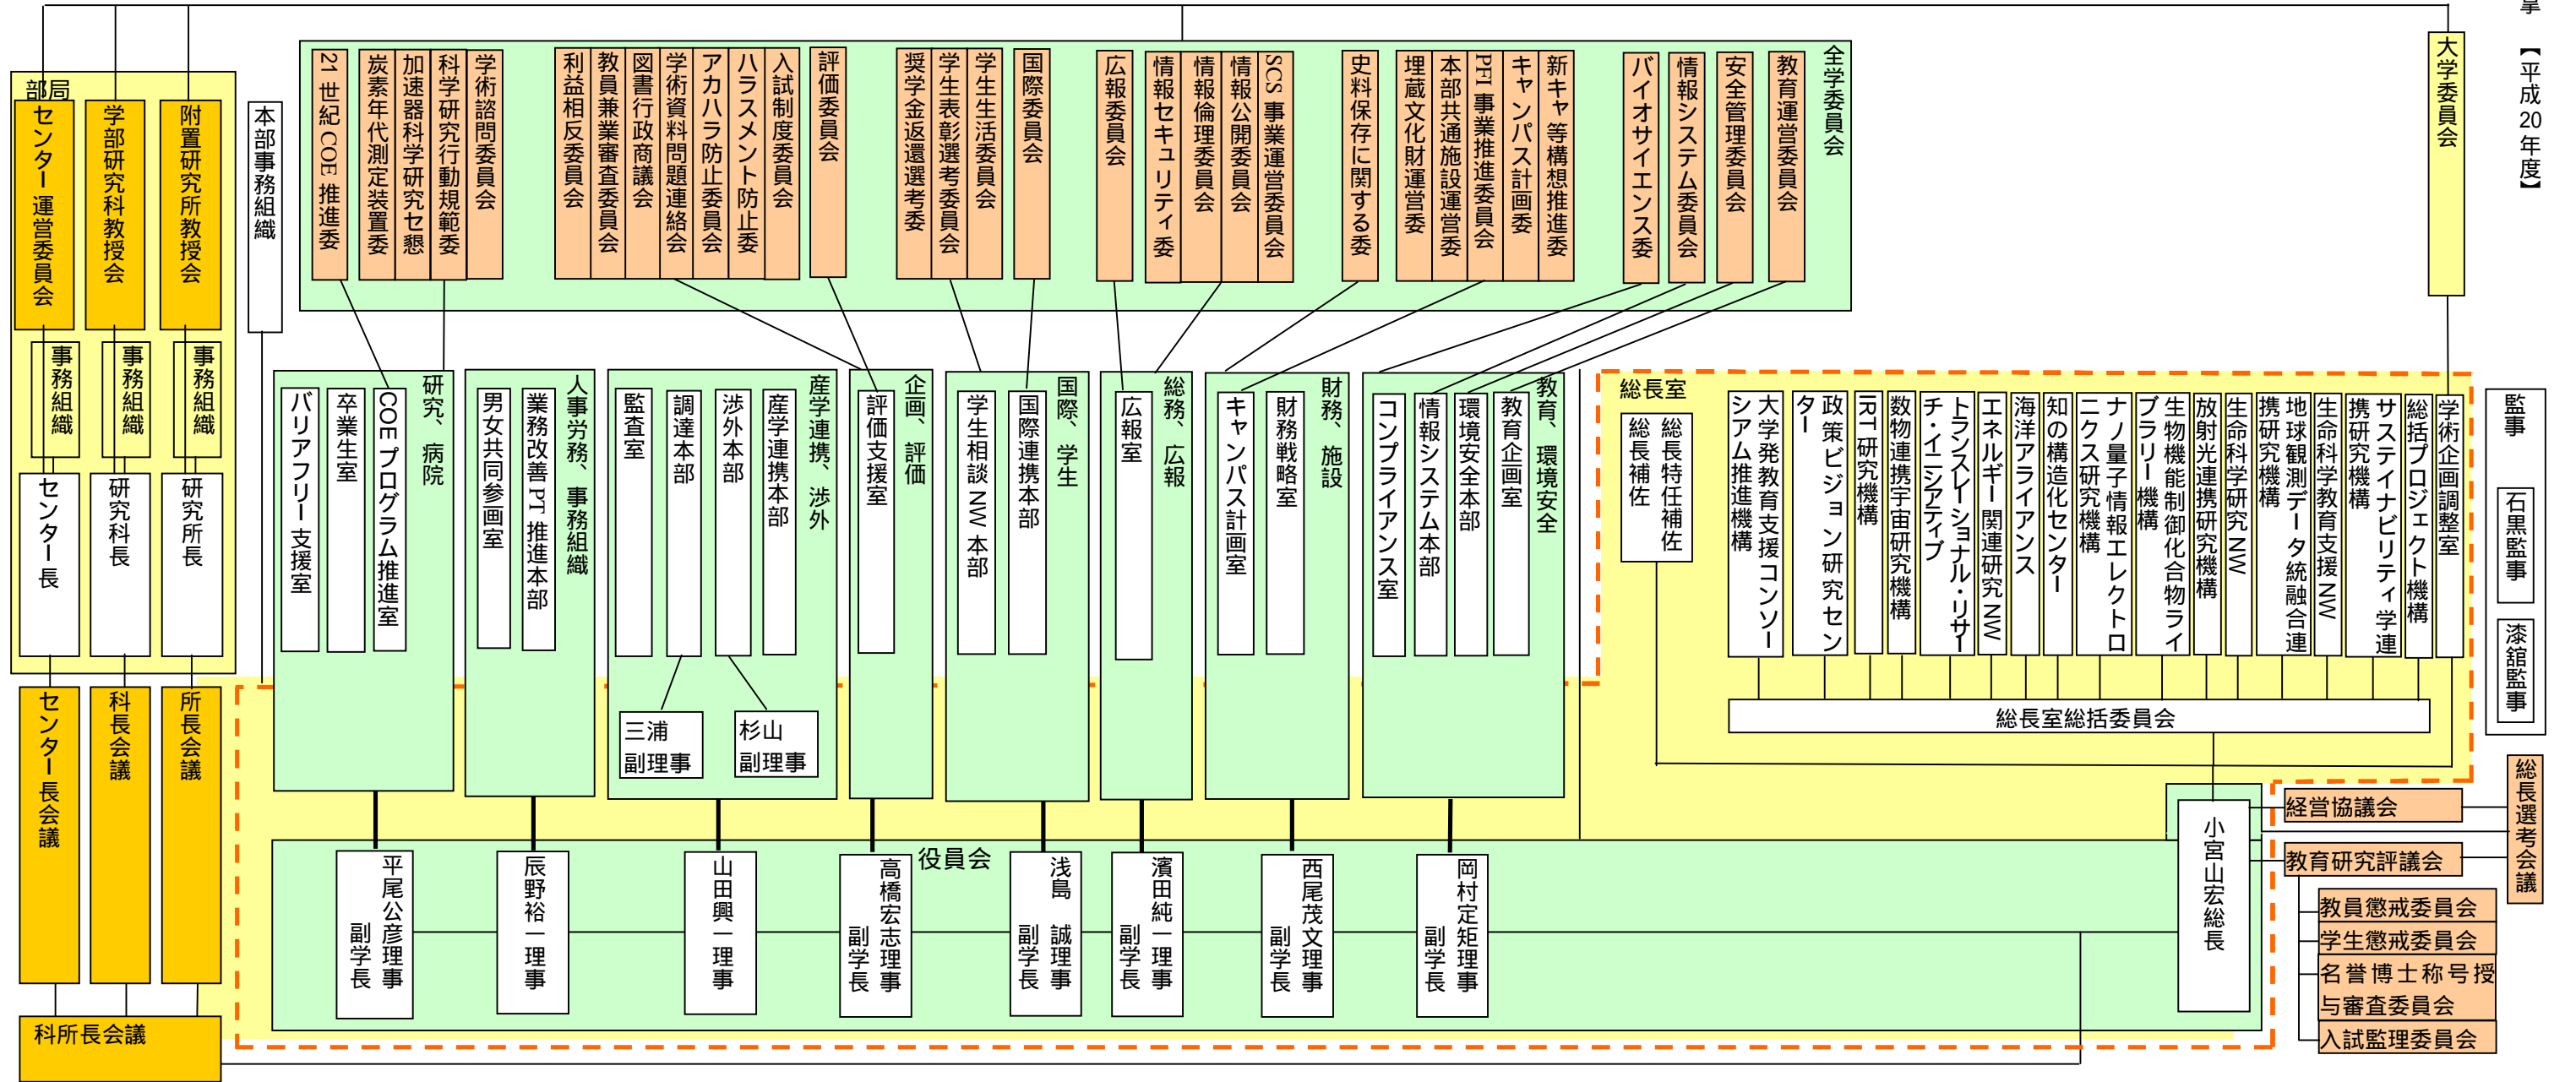 掌　【平成20年度】
大学委員会
全学委員会
教育運営委員会
安全管理委員会
情報システム委員会
バイオサイエンス委
新キャ等構想推進委
キャンパス計画委
PFI 事業推進委員会
本部共通施設運営委
埋蔵文化財運営委
史料保存に関する委
SCS 事業運営委員会
情報公開委員会
情報倫理委員会
情報セキュリティ委
広報委員会
国際委員会
学生生活委員会
学生表彰選考委員会
奨学金返還選考委
評価委員会
入試制度委員会
ハラスメント防止委
アカハラ防止委員会
学術資料問題連絡会
図書行政商議会
教員兼業審査委員会
利益相反委員会
学術諮問委員会
科学研究行動規範委
加速器科学研究セ懇
炭素年代測定装置委
21 世紀 COE 推進委
本部事務組織
部局
附置研究所教授会
学部研究科教授会
センター運営委員会
事務組織
事務組織
事務組織
研究所長
研究科長
センター長
所長会議
科長会議
センター長会議
科所長会議
監事
石黒監事
漆舘監事
総長室
総長特任補佐
総長補佐
学術企画調整室
総括プロジェクト機構
サステイナビリティ学連
携研究機構
生命科学教育支援 NW
地球観測データ統融合連
携研究機構
生命科学研究 NW
放射光連携研究機構
生物機能制御化合物ライ
ブラリー機構
ナノ量子情報エレクトロ
ニクス研究機構
知の構造化センター
海洋アライアンス
エネルギー関連研究 NW
トランスレーショナル・リサー
チ・イニシアティブ
数物連携宇宙研究機構
IRT 研究機構
政策ビジョン研究セン
ター
大学発教育支援コンソー
シアム推進機構
総長室総括委員会
教育、環境安全
教育企画室
環境安全本部
情報システム本部
コンプライアンス室
財務、施設
財務戦略室
キャンパス計画室
総務、広報
広報室
国際、学生
国際連携本部
学生相談 NW 本部
企画、評価
評価支援室
産学連携、渉外
産学連携本部
渉外本部
調達本部
監査室
杉山
副理事
三浦
副理事
人事労務、事務組織
業務改善 PT 推進本部
男女共同参画室
研究、病院
COE プログラム推進室
卒業生室
バリアフリー支援室
役員会
小宮山宏総長
岡村定矩理事
副学長
西尾茂文理事
副学長
濱田純一理事
副学長
浅島　誠理事
副学長
高橋宏志理事
副学長
山田興一理事
辰野裕一理事
平尾公彦理事
副学長
総長選考会議
経営協議会
教育研究評議会
教員懲戒委員会
学生懲戒委員会
名誉博士称号授
与審査委員会
入試監理委員会